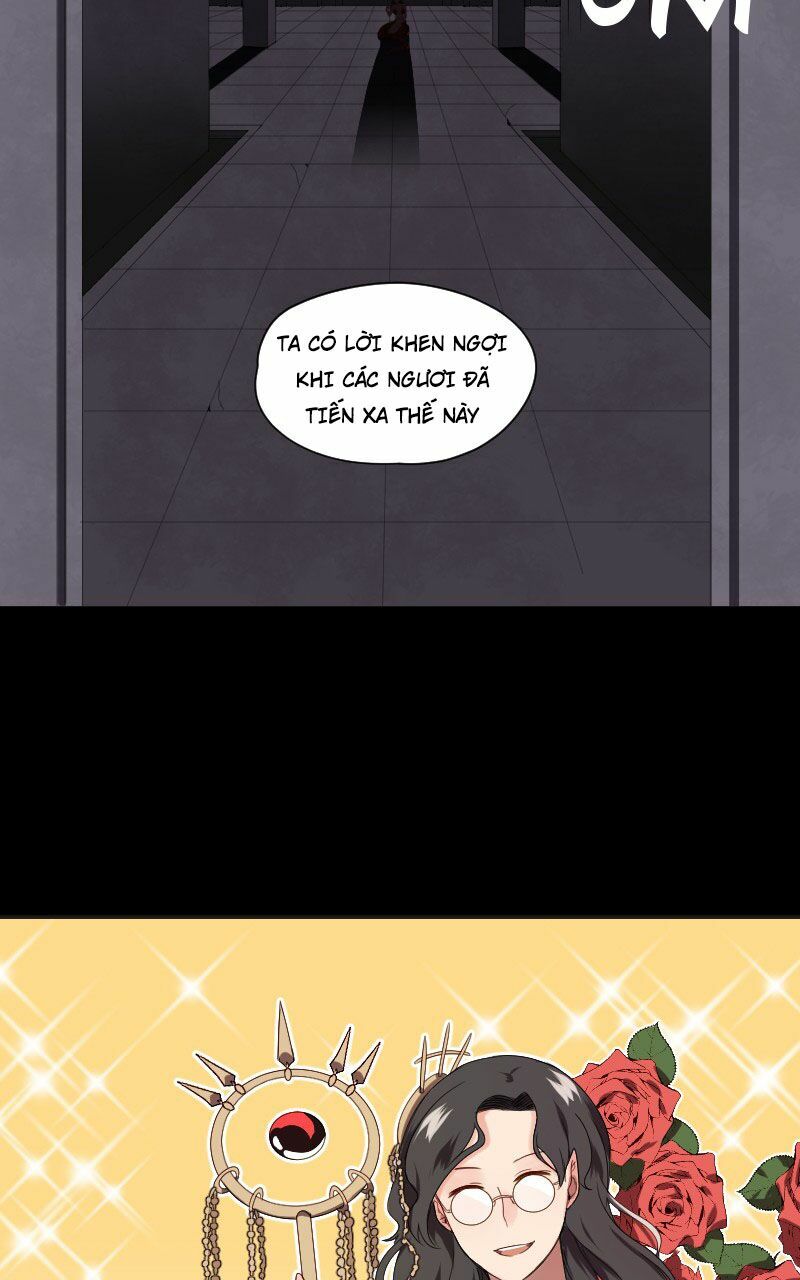 TA CÓ LỜI KHEN NGỢI
KHI CÁC NGƯƠI ĐÃ
TIẾN XA THẾ NÀY